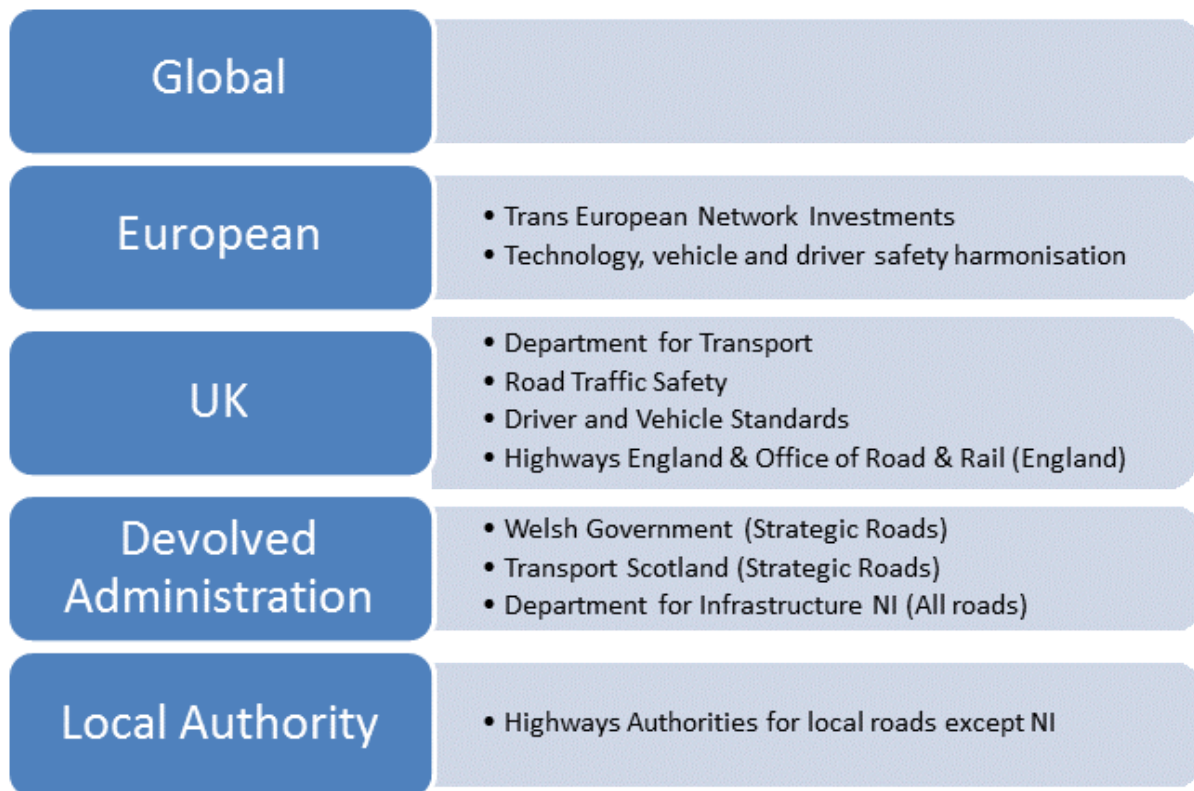 Global
European
• Trans European Network Investments
• Technology, vehicle and driver safety harmonisation
UK
• Department for Transport
• Road Traffic Safety
• Driver and Vehicle Standards
• Highways England & Office of Road & Rail (England)
Devolved
Administration
• Welsh Government (Strategic Roads)
• Transport Scotland (Strategic Roads)
• Department for Infrastructure NI (All roads)
Local Authority
• Highways Authorities for local roads except NI